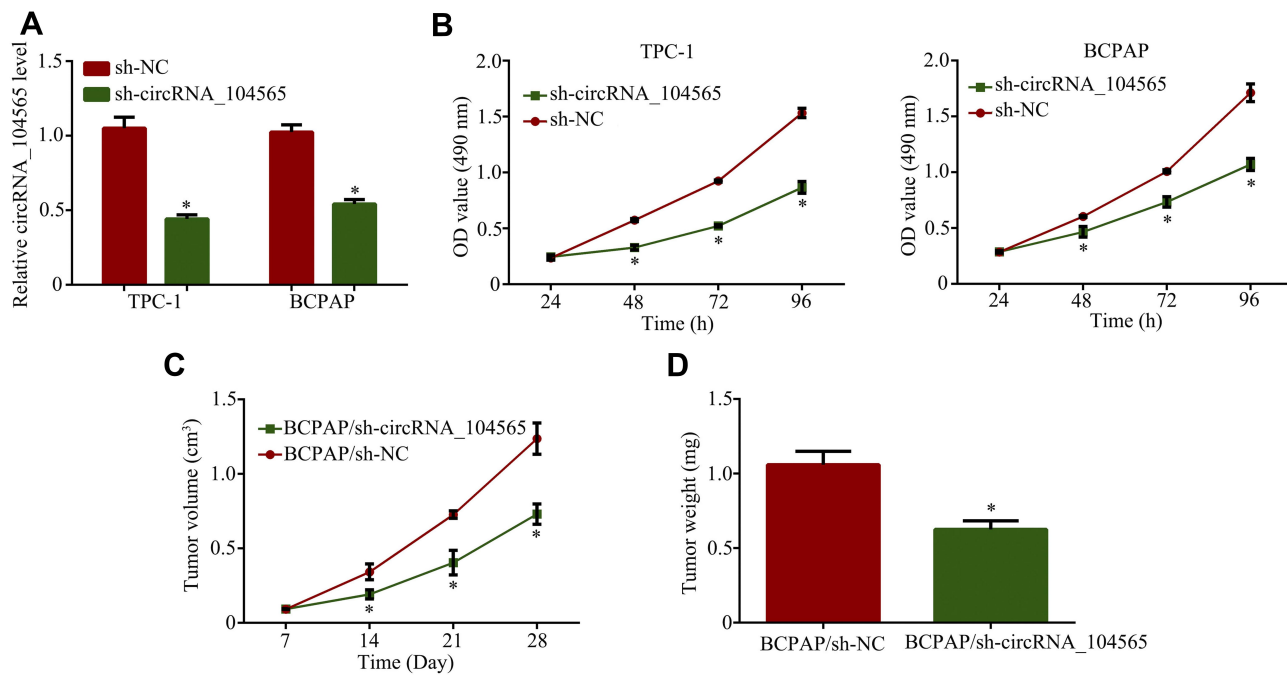 A
Relative circRNA_104565 level
1.5
1.0
0.5
0
sh-NC
sh-circRNA_104565
*
*
TPC-1
BCPAP
B
TPC-1
OD value (490 nm)
2.0
1.5
1.0
0.5
0
sh-circRNA_104565
sh-NC
*
*
*
24
48
72
96
Time (h)
BCPAP
OD value (490 nm)
2.0
1.5
1.0
0.5
0
sh-circRNA_104565
sh-NC
*
*
*
24
48
72
96
Time (h)
C
Tumor volume (cm³)
1.5
1.0
0.5
0
BCPAP/sh-circRNA_104565
BCPAP/sh-NC
*
*
*
7
14
21
28
Time (Day)
D
Tumor weight (mg)
1.5
1.0
0.5
0
*
BCPAP/sh-NC
BCPAP/sh-circRNA_104565